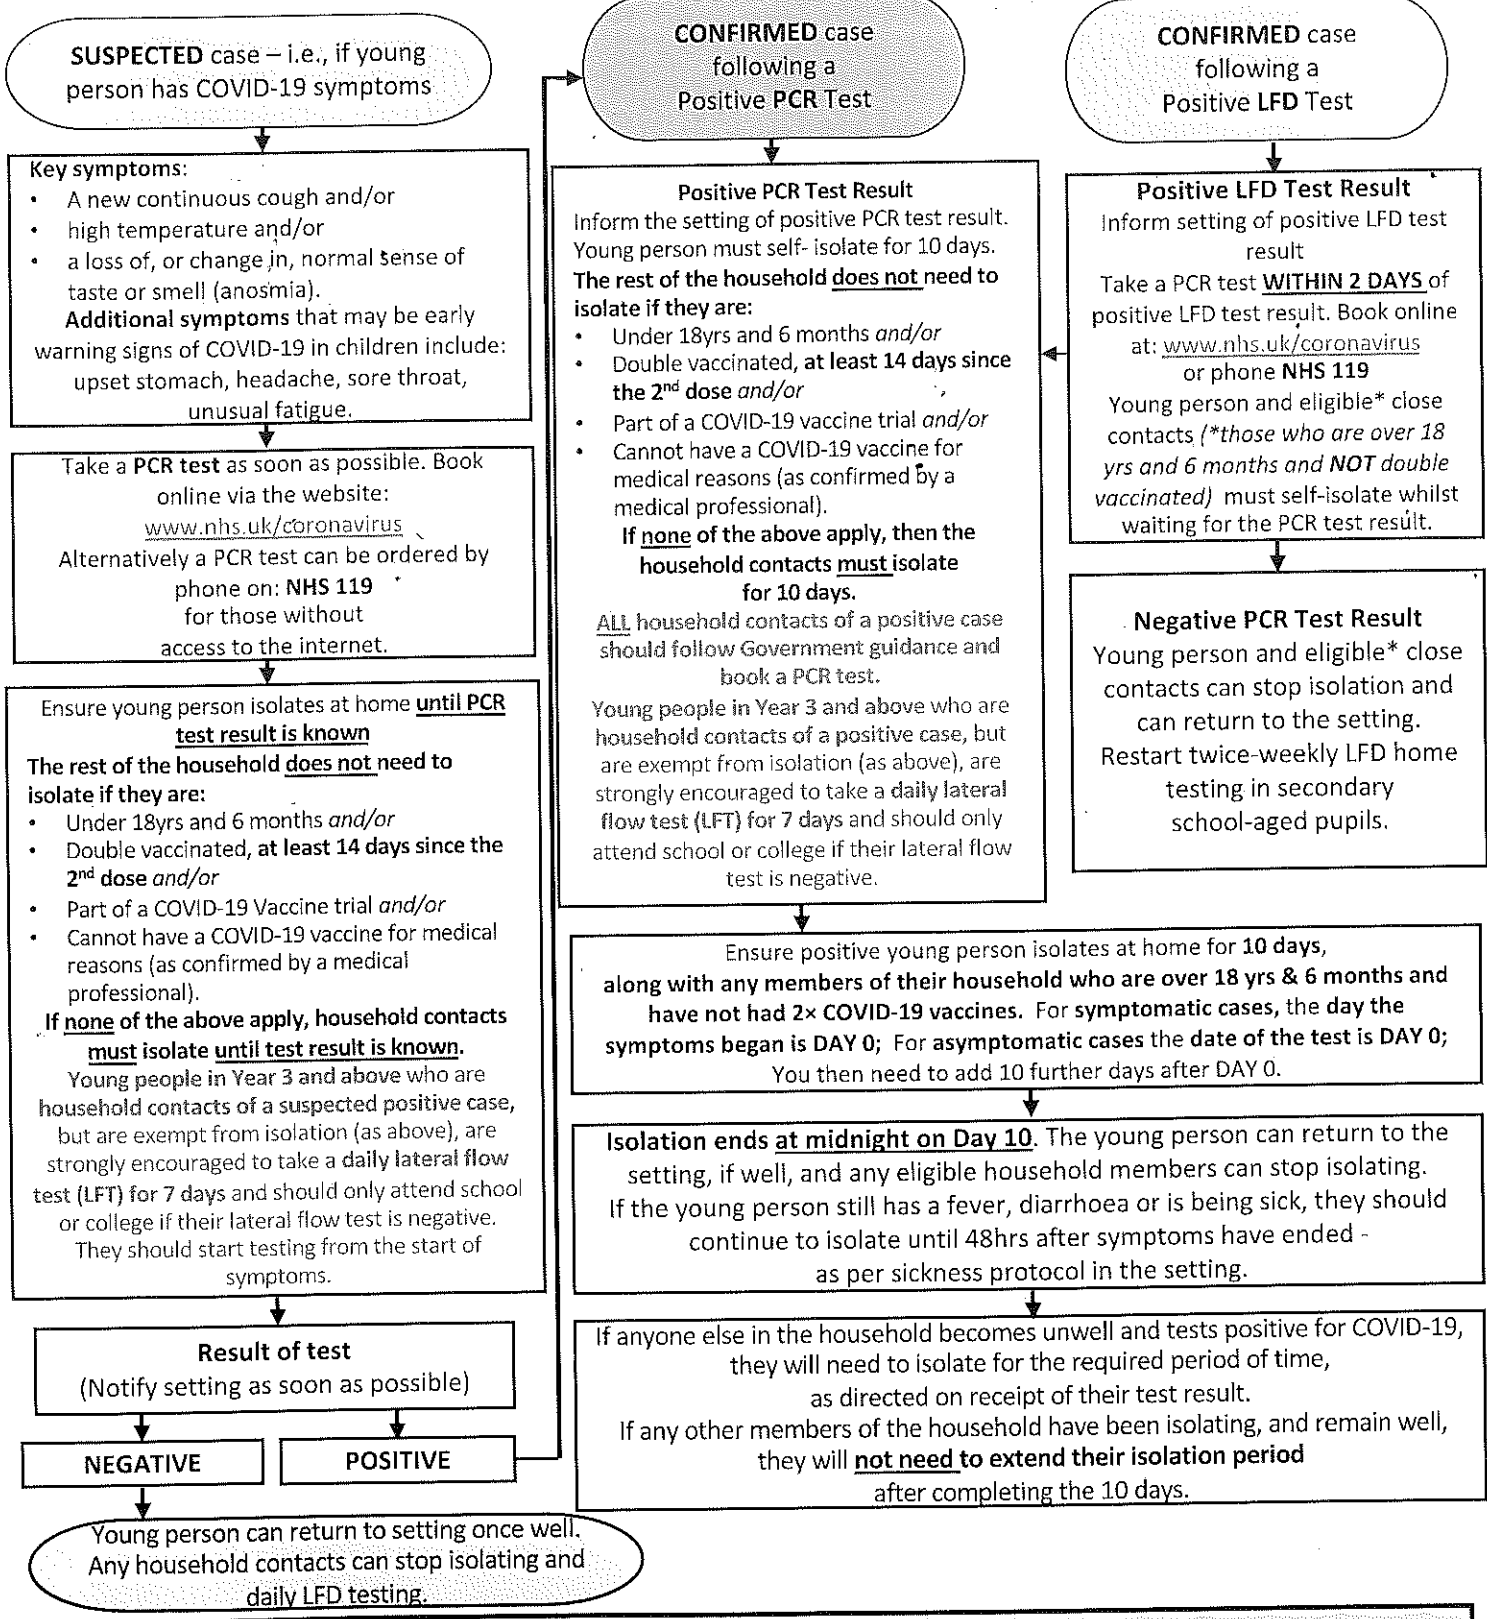 SUSPECTED case – i.e., if young
person has COVID-19 symptoms
Key symptoms:
• A new continuous cough and/or
• high temperature and/or
• a loss of, or change in, normal sense of
taste or smell (anosmia).
Additional symptoms that may be early
warning signs of COVID-19 in children include:
upset stomach, headache, sore throat,
unusual fatigue.
Take a PCR test as soon as possible. Book
online via the website:
www.nhs.uk/coronavirus
Alternatively a PCR test can be ordered by
phone on: NHS 119
for those without
access to the internet.
Ensure young person isolates at home until PCR
test result is known
The rest of the household does not need to
isolate if they are:
• Under 18yrs and 6 months and/or
• Double vaccinated, at least 14 days since the
2nd dose and/or
• Part of a COVID-19 Vaccine trial and/or
• Cannot have a COVID-19 vaccine for medical
reasons (as confirmed by a medical
professional).
If none of the above apply, household contacts
must isolate until test result is known.
Young people in Year 3 and above who are
household contacts of a suspected positive case,
but are exempt from isolation (as above), are
strongly encouraged to take a daily lateral flow
test (LFT) for 7 days and should only attend school
or college if their lateral flow test is negative.
They should start testing from the start of
symptoms.
Result of test
(Notify setting as soon as possible)
NEGATIVE
POSITIVE
Young person can return to setting once well.
Any household contacts can stop isolating and
daily LFD testing.
CONFIRMED case
following a
Positive PCR Test
Positive PCR Test Result
Inform the setting of positive PCR test result.
Young person must self- isolate for 10 days.
The rest of the household does not need to
isolate if they are:
• Under 18yrs and 6 months and/or
• Double vaccinated, at least 14 days since
the 2nd dose and/or
• Part of a COVID-19 vaccine trial and/or
• Cannot have a COVID-19 vaccine for
medical reasons (as confirmed by a
medical professional).
If none of the above apply, then the
household contacts must isolate
for 10 days.
ALL household contacts of a positive case
should follow Government guidance and
book a PCR test.
Young people in Year 3 and above who are
household contacts of a positive case, but
are exempt from isolation (as above), are
strongly encouraged to take a daily lateral
flow test (LFT) for 7 days and should only
attend school or college if their lateral flow
test is negative.
CONFIRMED case
following a
Positive LFD Test
Positive LFD Test Result
Inform setting of positive LFD test
result
Take a PCR test WITHIN 2 DAYS of
positive LFD test result. Book online
at: www.nhs.uk/coronavirus
or phone NHS 119
Young person and eligible* close
contacts (*those who are over 18
yrs and 6 months and NOT double
vaccinated) must self-isolate whilst
waiting for the PCR test result.
Negative PCR Test Result
Young person and eligible* close
contacts can stop isolation and
can return to the setting.
Restart twice-weekly LFD home
testing in secondary
school-aged pupils.
Ensure positive young person isolates at home for 10 days,
along with any members of their household who are over 18 yrs & 6 months and
have not had 2× COVID-19 vaccines. For symptomatic cases, the day the
symptoms began is DAY 0; For asymptomatic cases the date of the test is DAY 0;
You then need to add 10 further days after DAY 0.
Isolation ends at midnight on Day 10. The young person can return to the
setting, if well, and any eligible household members can stop isolating.
If the young person still has a fever, diarrhoea or is being sick, they should
continue to isolate until 48hrs after symptoms have ended -
as per sickness protocol in the setting.
If anyone else in the household becomes unwell and tests positive for COVID-19,
they will need to isolate for the required period of time,
as directed on receipt of their test result.
If any other members of the household have been isolating, and remain well,
they will not need to extend their isolation period
after completing the 10 days.